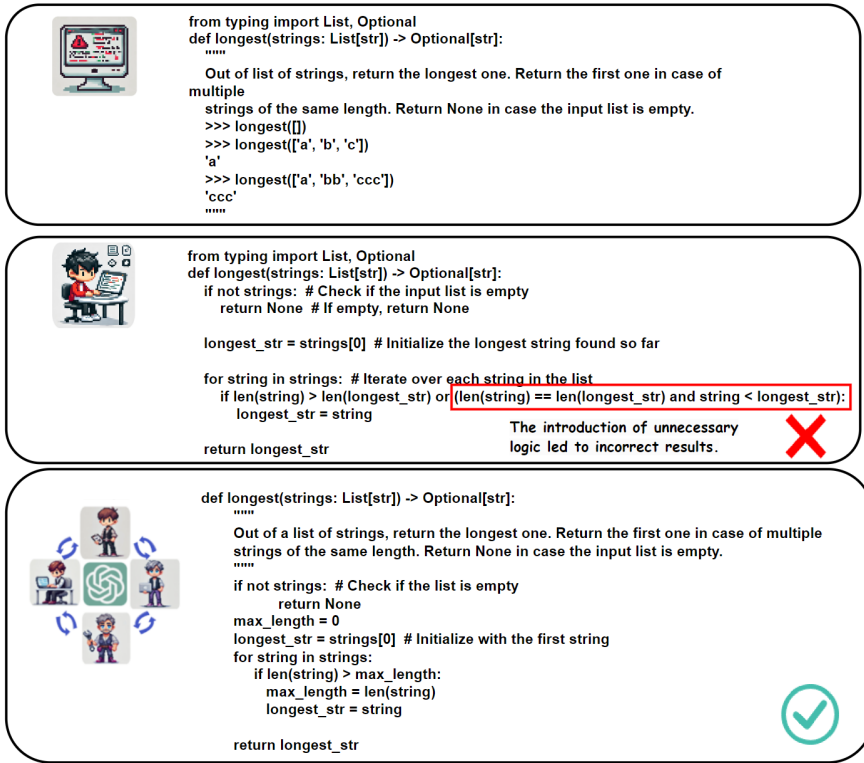 from typing import List, Optional
def longest(strings: List[str]) -> Optional[str]:
"""
Out of list of strings, return the longest one. Return the first one in case of
multiple
strings of the same length. Return None in case the input list is empty.
>>> longest([])
>>> longest(['a', 'b', 'c'])
'a'
>>> longest(['a', 'bb', 'ccc'])
'ccc'
"""
from typing import List, Optional
def longest(strings: List[str]) -> Optional[str]:
if not strings:  # Check if the input list is empty
return None  # If empty, return None
longest_str = strings[0]  # Initialize the longest string found so far
for string in strings:  # Iterate over each string in the list
if len(string) > len(longest_str) or (len(string) == len(longest_str) and string < longest_str):
longest_str = string
The introduction of unnecessary
logic led to incorrect results.
return longest_str
def longest(strings: List[str]) -> Optional[str]:
"""
Out of a list of strings, return the longest one. Return the first one in case of multiple
strings of the same length. Return None in case the input list is empty.
"""
if not strings:  # Check if the list is empty
return None
max_length = 0
longest_str = strings[0]  # Initialize with the first string
for string in strings:
if len(string) > max_length:
max_length = len(string)
longest_str = string
return longest_str